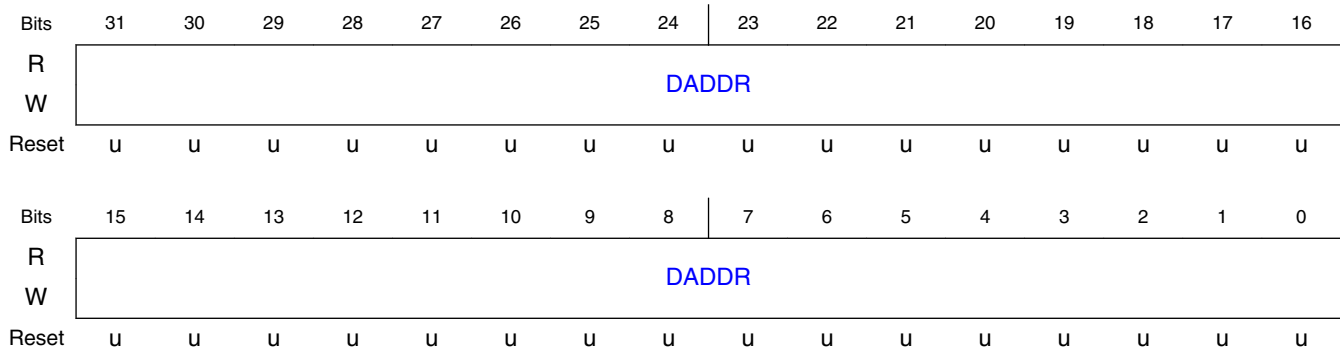 Bits 31 30 29 28 27 26 25 24 23 22 21 20 19 18 17 16
R
DADDR
W
Reset u u u u u u u u u u u u u u u u
Bits 15 14 13 12 11 10 9 8 7 6 5 4 3 2 1 0
R
DADDR
W
Reset u u u u u u u u u u u u u u u u